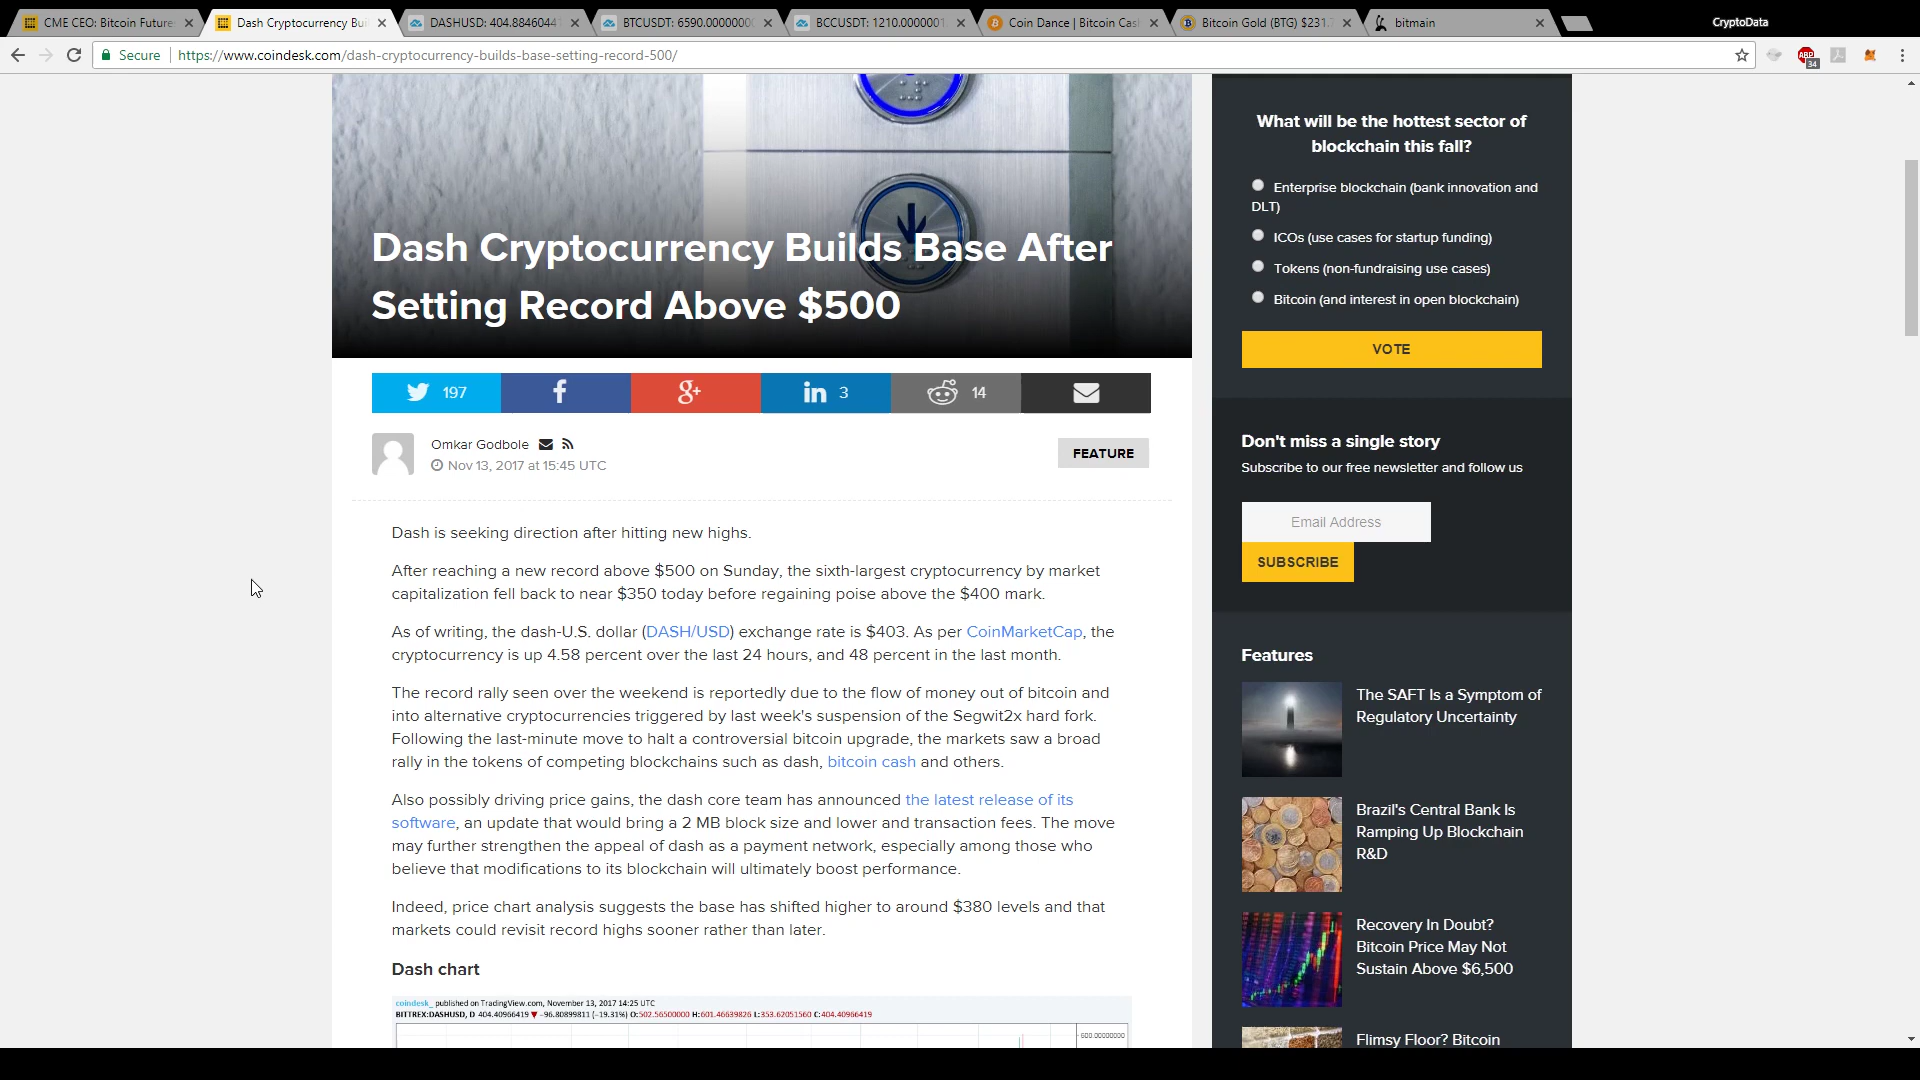 CME CEO: Bitcoin Future
Dash Cryptocurrency Bui
DASHUSD: 404.8846044
BTCUSDT: 6590.0000000
BCCUSDT: 1210.0000001
Coin Dance | Bitcoin Cas
Bitcoin Gold (BTG) $231.
bitmain
CryptoData
Secure
https://www.coindesk.com/dash-cryptocurrency-builds-base-setting-record-500/
ABP
34
Dash Cryptocurrency Builds Base After
Setting Record Above $500
197
f
g+
in 3
14
Omkar Godbole
Nov 13, 2017 at 15:45 UTC
FEATURE
Dash is seeking direction after hitting new highs.
After reaching a new record above $500 on Sunday, the sixth-largest cryptocurrency by market
capitalization fell back to near $350 today before regaining poise above the $400 mark.
As of writing, the dash-U.S. dollar (DASH/USD) exchange rate is $403. As per CoinMarketCap, the
cryptocurrency is up 4.58 percent over the last 24 hours, and 48 percent in the last month.
The record rally seen over the weekend is reportedly due to the flow of money out of bitcoin and
into alternative cryptocurrencies triggered by last week's suspension of the Segwit2x hard fork.
Following the last-minute move to halt a controversial bitcoin upgrade, the markets saw a broad
rally in the tokens of competing blockchains such as dash, bitcoin cash and others.
Also possibly driving price gains, the dash core team has announced the latest release of its
software, an update that would bring a 2 MB block size and lower and transaction fees. The move
may further strengthen the appeal of dash as a payment network, especially among those who
believe that modifications to its blockchain will ultimately boost performance.
Indeed, price chart analysis suggests the base has shifted higher to around $380 levels and that
markets could revisit record highs sooner rather than later.
Dash chart
coindesk_ published on TradingView.com, November 13, 2017 14:25 UTC
BITTREX:DASHUSD, D 404.40966419 ▼ −96.80899811 (−19.31%) O:502.56500000 H:601.46639826 L:353.62051560 C:404.40966419
600.00000000
What will be the hottest sector of
blockchain this fall?
Enterprise blockchain (bank innovation and
DLT)
ICOs (use cases for startup funding)
Tokens (non-fundraising use cases)
Bitcoin (and interest in open blockchain)
VOTE
Don't miss a single story
Subscribe to our free newsletter and follow us
Email Address
SUBSCRIBE
Features
The SAFT Is a Symptom of
Regulatory Uncertainty
Brazil's Central Bank Is
Ramping Up Blockchain
R&D
Recovery In Doubt?
Bitcoin Price May Not
Sustain Above $6,500
Flimsy Floor? Bitcoin